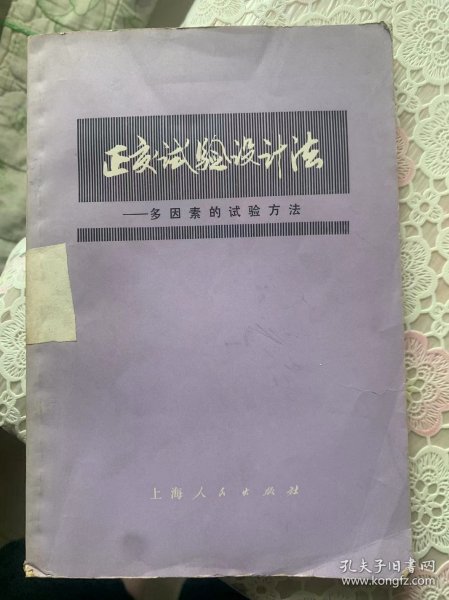 正交试验设计法
——多因素的试验方法
上海人民出版社
孔夫子旧书网
www.kongfz.com